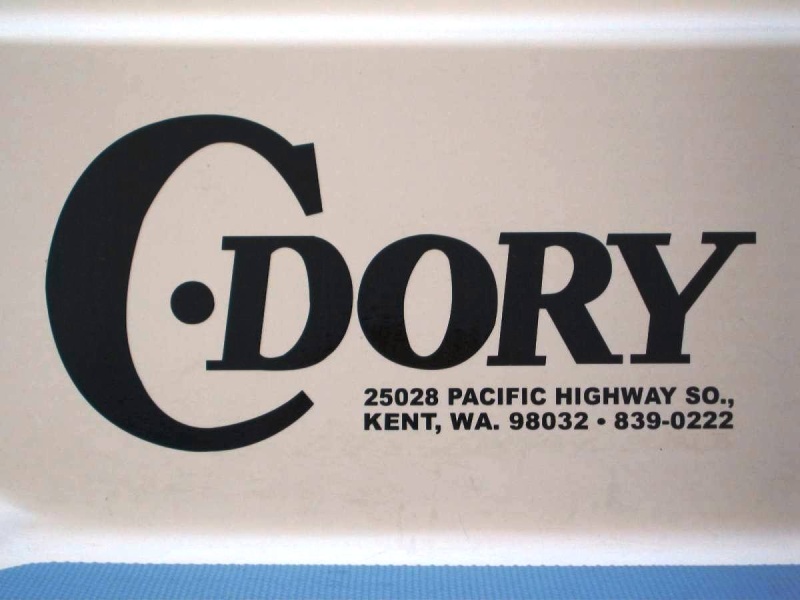 C•DORY
25028 PACIFIC HIGHWAY SO.,
KENT, WA. 98032 • 839-0222